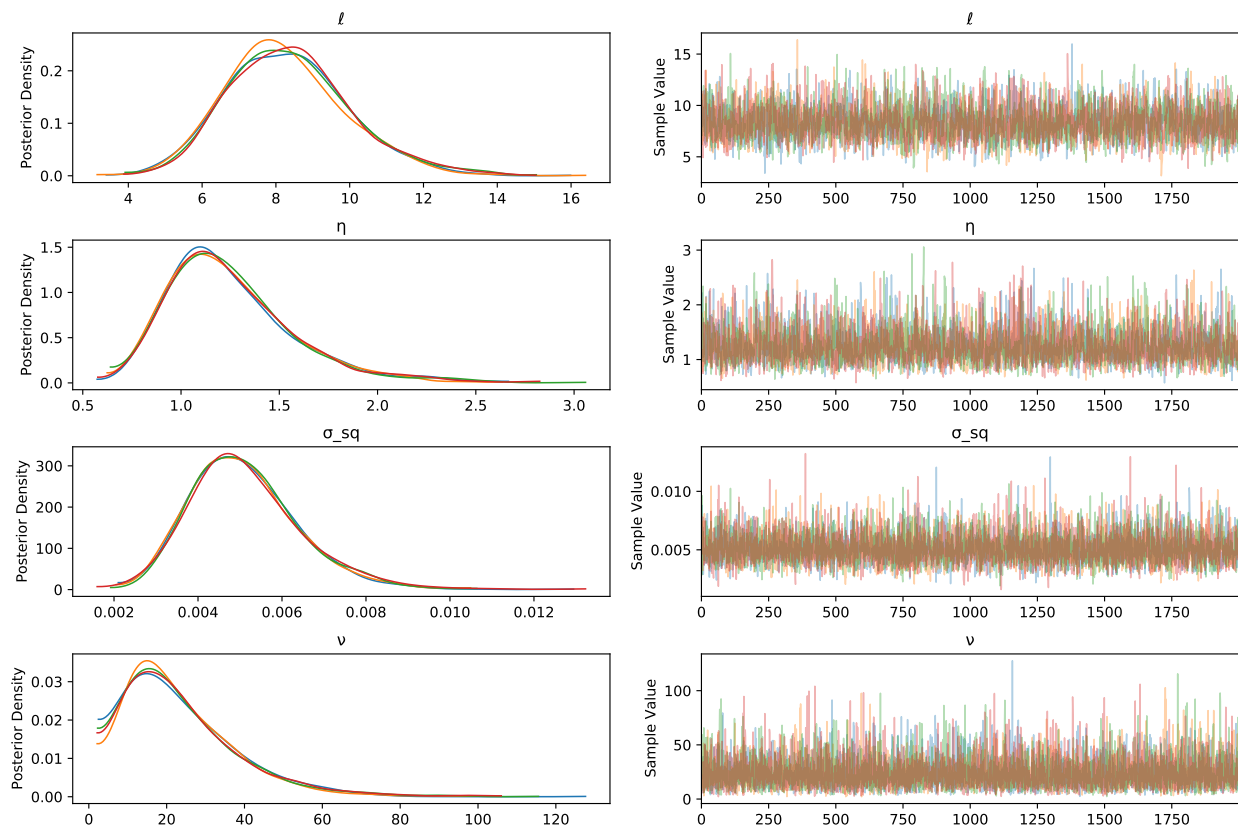 ℓ
Posterior Density
0.2
0.1
0.0
4 6 8 10 12 14 16
ℓ
Sample Value
15
10
5
0 250 500 750 1000 1250 1500 1750
η
Posterior Density
1.5
1.0
0.5
0.0
0.5 1.0 1.5 2.0 2.5 3.0
η
Sample Value
3
2
1
0 250 500 750 1000 1250 1500 1750
σ_sq
Posterior Density
300
200
100
0
0.002 0.004 0.006 0.008 0.010 0.012
σ_sq
Sample Value
0.010
0.005
0 250 500 750 1000 1250 1500 1750
ν
Posterior Density
0.03
0.02
0.01
0.00
0 20 40 60 80 100 120
ν
Sample Value
100
50
0
0 250 500 750 1000 1250 1500 1750